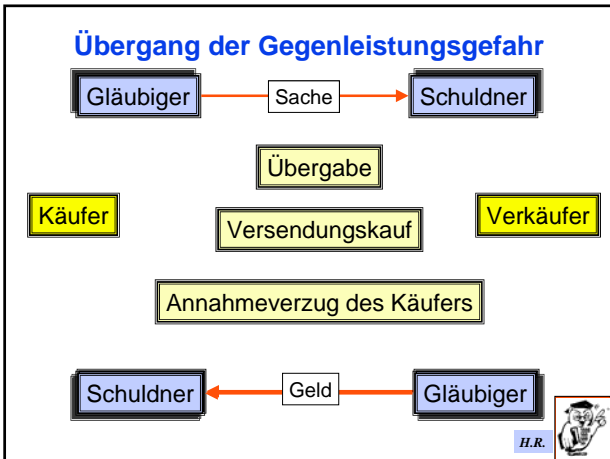 Übergang der Gegenleistungsgefahr
Gläubiger
Sache
Schuldner
Übergabe
Käufer
Versendungskauf
Verkäufer
Annahmeverzug des Käufers
Schuldner
Geld
Gläubiger
H.R.